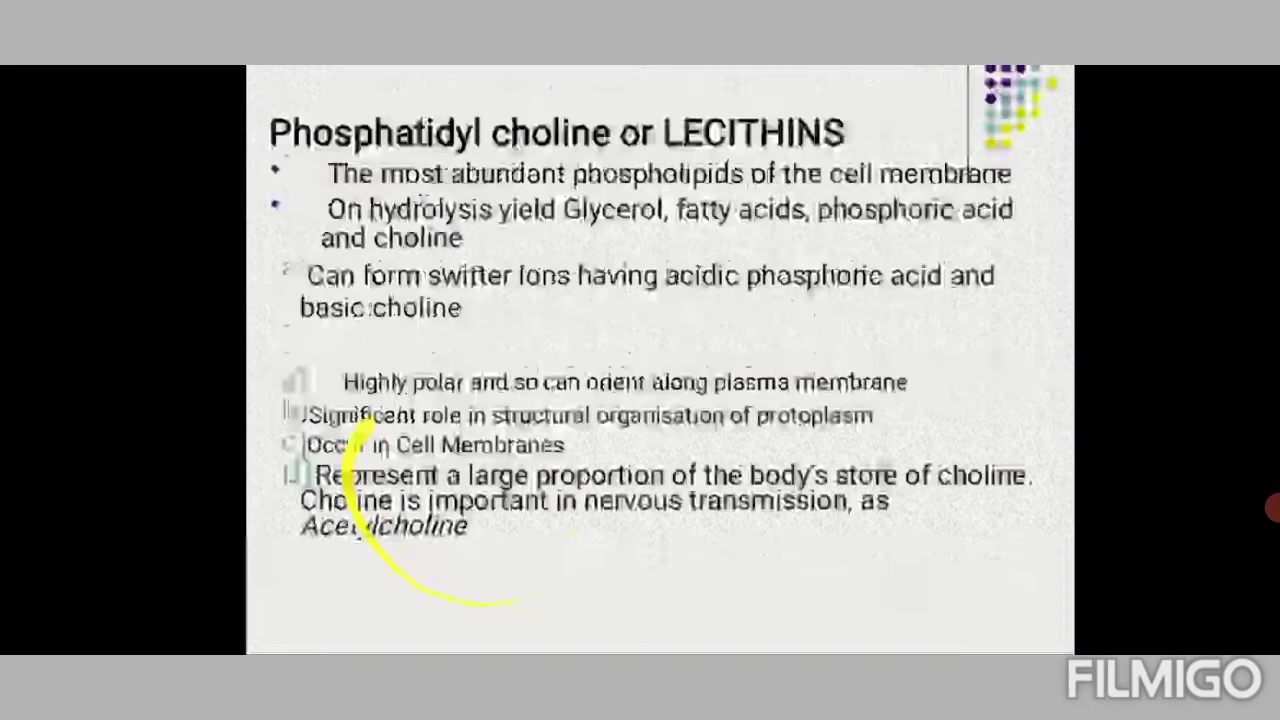 Phosphatidyl choline or LECITHINS
The most abundant phospholipids of the cell membrane
On hydrolysis yield Glycerol, fatty acids, phosphoric acid
and choline
Can form switter Ions having acidic phosphoric acid and
basic choline
Highly polar and so can orient along plasma membrane
Significant role in structural organisation of protoplasm
Occur in Cell Membranes
Represent a large proportion of the body's store of choline.
Choline is important in nervous transmission, as
Acetylcholine
FILMIGO